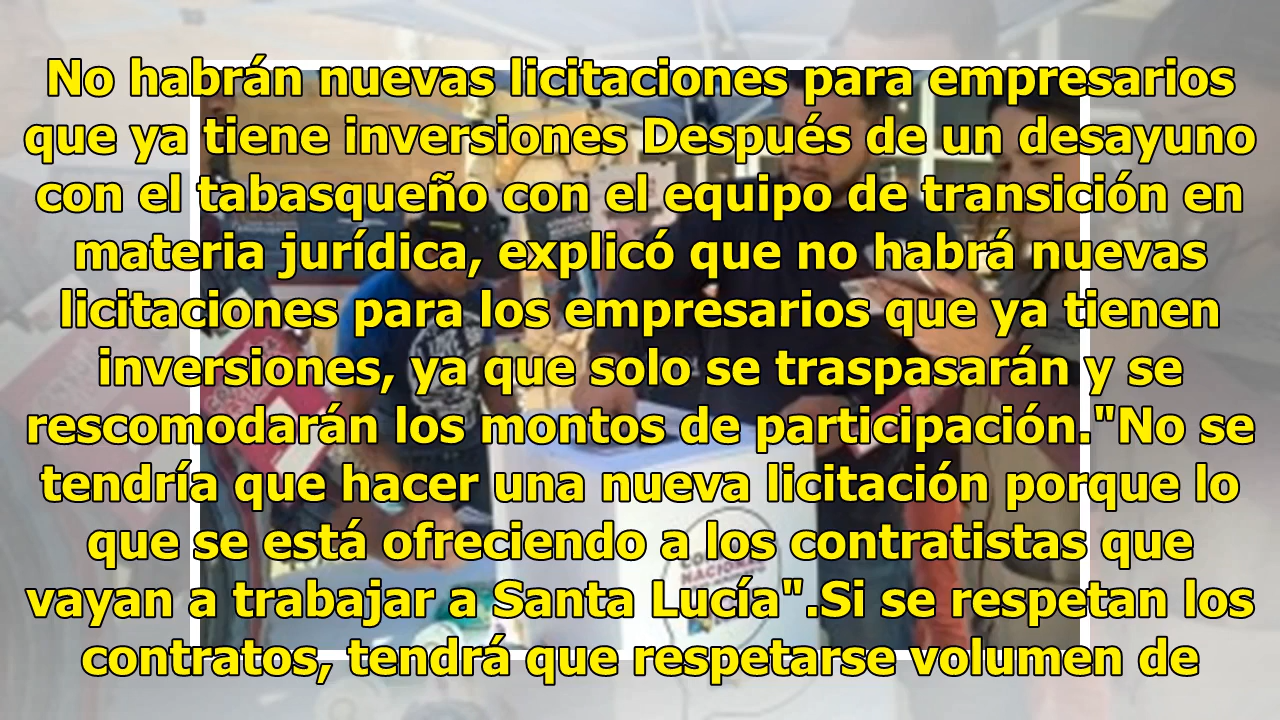 No habrán nuevas licitaciones para empresarios
que ya tiene inversiones Después de un desayuno
con el tabasqueño con el equipo de transición en
materia jurídica, explicó que no habrá nuevas
licitaciones para los empresarios que ya tienen
inversiones, ya que solo se traspasarán y se
rescomodarán los montos de participación."No se
tendría que hacer una nueva licitación porque lo
que se está ofreciendo a los contratistas que
vayan a trabajar a Santa Lucía".Si se respetan los
contratos, tendrá que respetarse volumen de
NACIONAL